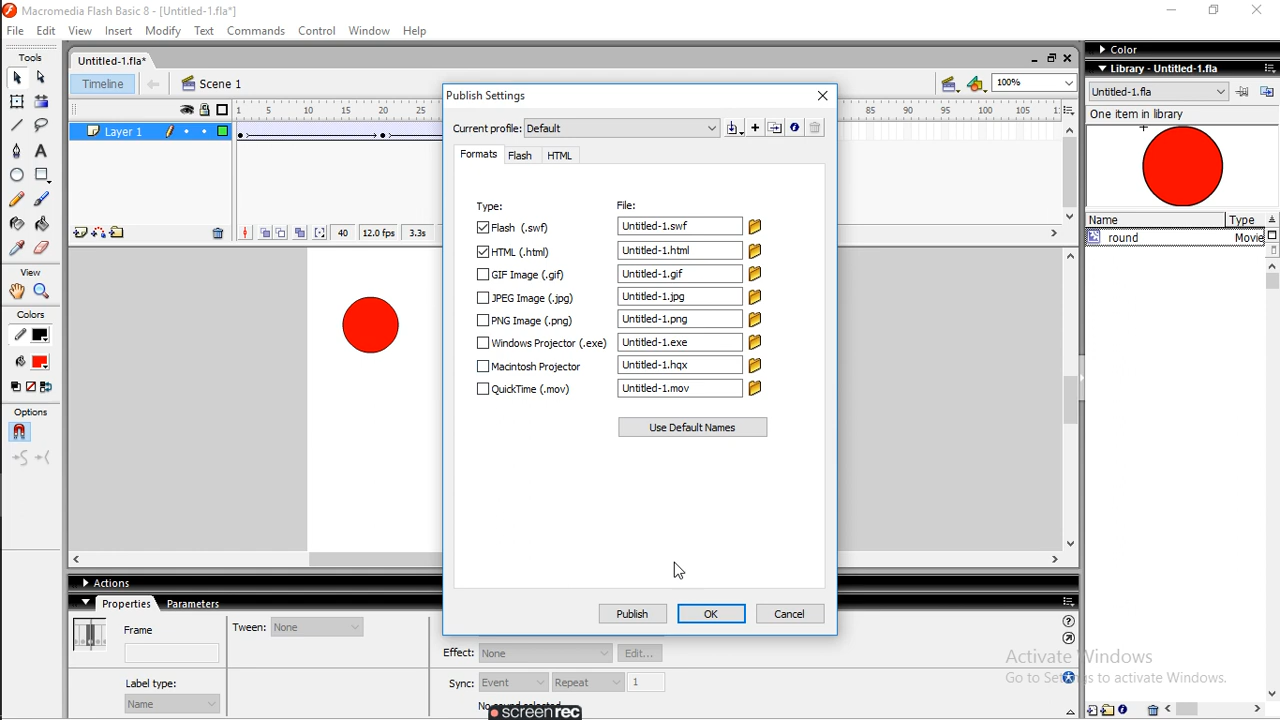 Macromedia Flash Basic 8 - [Untitled-1.fla*]
File Edit View Insert Modify Text Commands Control Window Help
Tools
View
Colors
Options
Untitled-1.fla*
Timeline Scene 1 100%
1 5 10 15 20 25 30 85 90 95 100 105
Layer 1
40 12.0 fps 3.3s
Publish Settings
Current profile: Default
Formats Flash HTML
Type: File:
Flash (.swf) Untitled-1.swf
HTML (.html) Untitled-1.html
GIF Image (.gif) Untitled-1.gif
JPEG Image (.jpg) Untitled-1.jpg
PNG Image (.png) Untitled-1.png
Windows Projector (.exe) Untitled-1.exe
Macintosh Projector Untitled-1.hqx
QuickTime (.mov) Untitled-1.mov
Use Default Names
Publish OK Cancel
Color
Library - Untitled-1.fla
Untitled-1.fla
One item in library
Name Type
round Movie
Actions
Properties Parameters
Frame Tween: None
Label type:
Name
Effect: None Edit...
Sync: Event Repeat 1
No sound selected
screenrec
Activate Windows
Go to Settings to activate Windows.